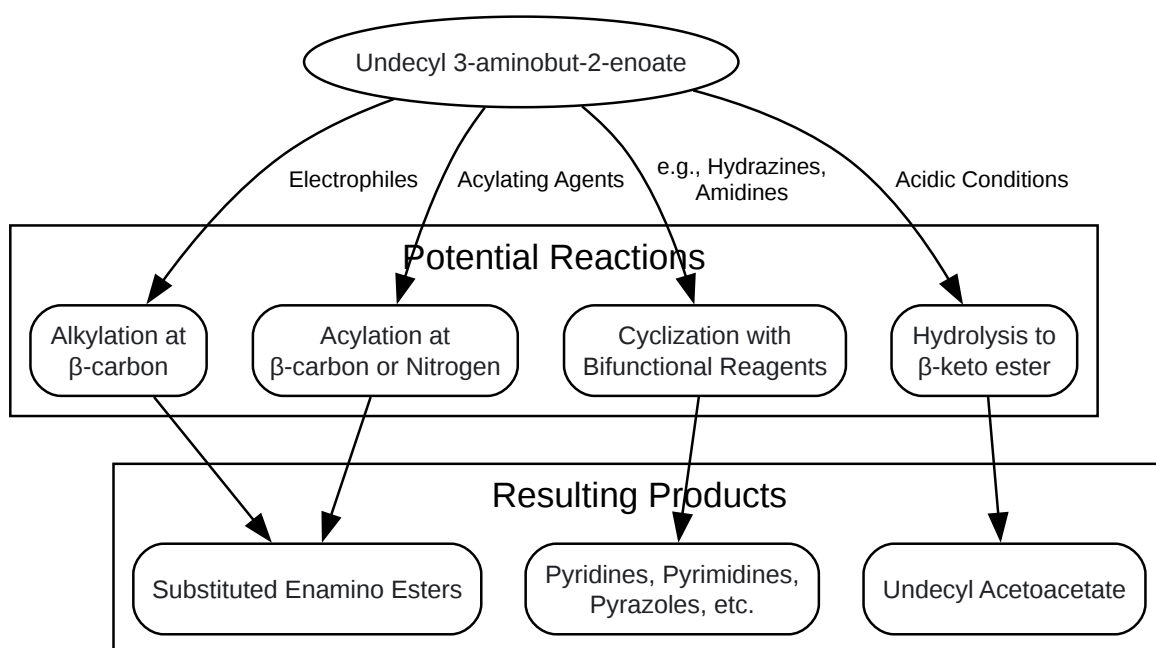 Undecyl 3-aminobut-2-enoate
Electrophiles
Acylating Agents
e.g., Hydrazines,
Amidines
Acidic Conditions
Potential Reactions
Alkylation at
β-carbon
Acylation at
β-carbon or Nitrogen
Cyclization with
Bifunctional Reagents
Hydrolysis to
β-keto ester
Resulting Products
Substituted Enamino Esters
Pyridines, Pyrimidines,
Pyrazoles, etc.
Undecyl Acetoacetate